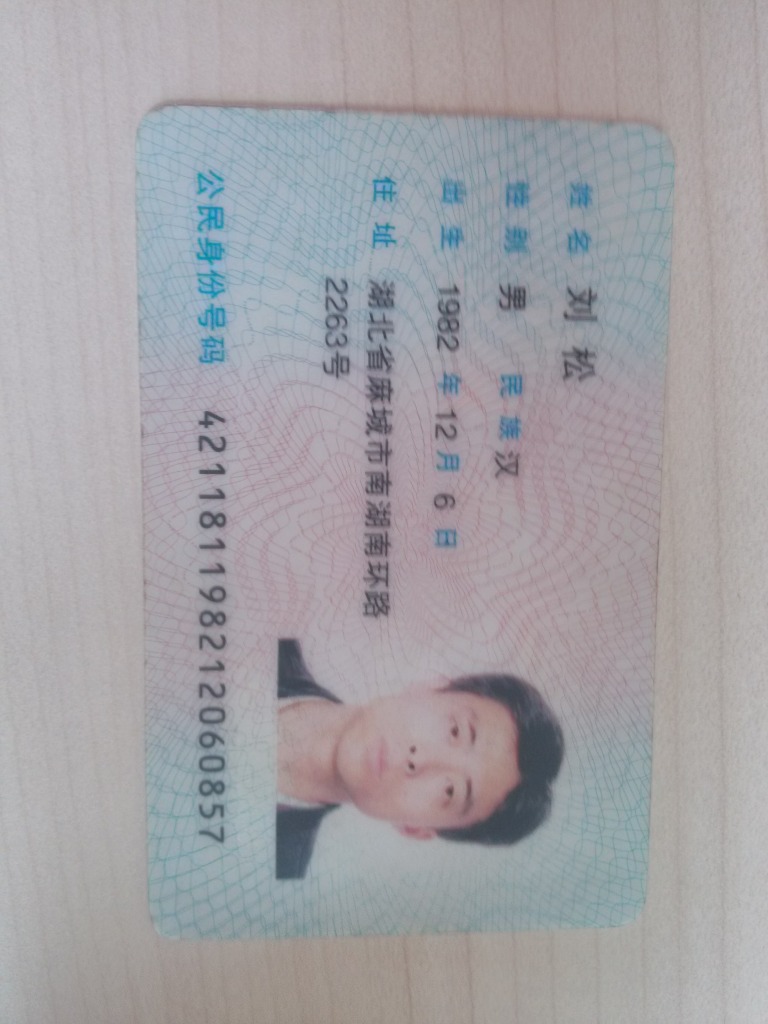 姓名 刘松
性别 男 民族 汉
出生 1982 年 12 月 6 日
住址 湖北省麻城市南湖南环路
2263号
公民身份号码 421181198212060857